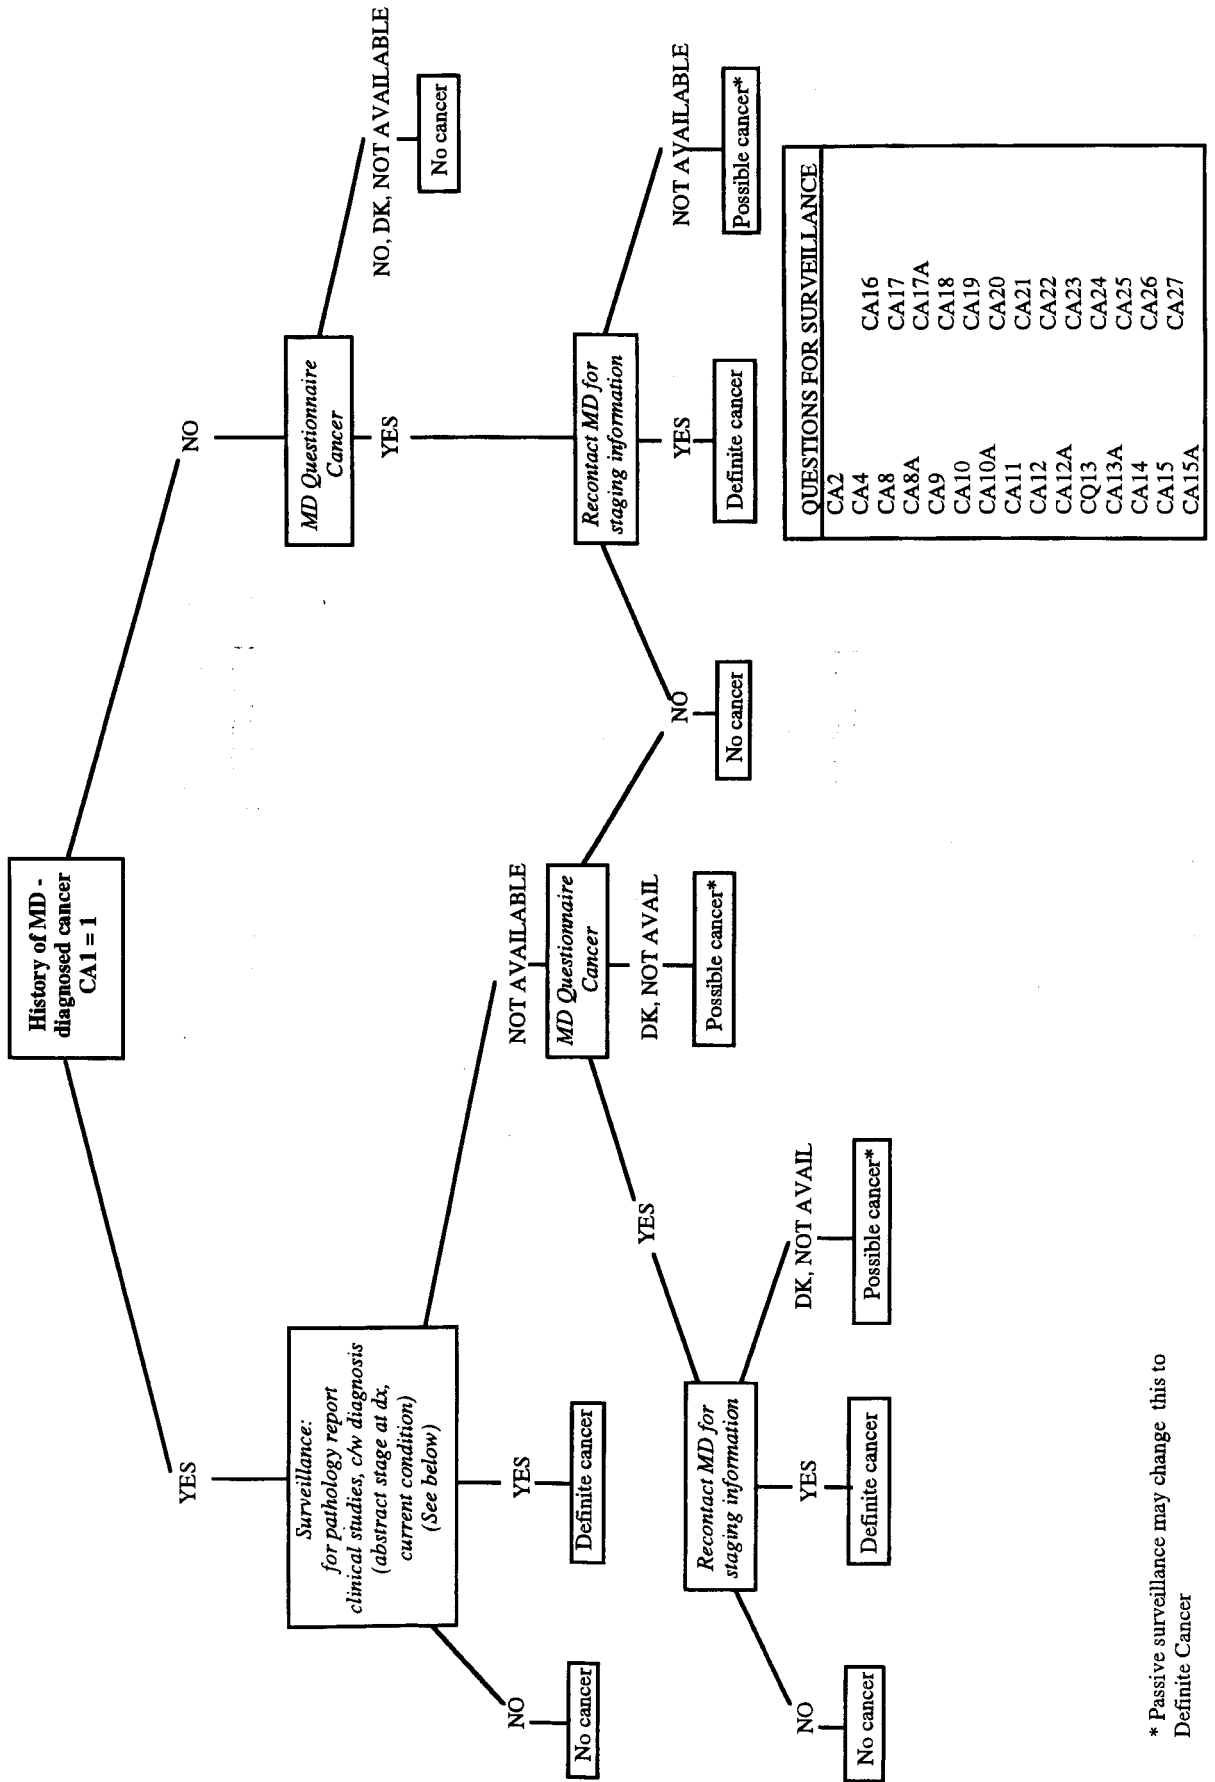 History of MD -
diagnosed cancer
CA1 = 1
YES
NO
Surveillance:
for pathology report
clinical studies, c/w diagnosis
(abstract stage at dx,
current condition)
(See below)
MD Questionnaire
Cancer
NO
No cancer
YES
Definite cancer
NOT AVAILABLE
YES
NO, DK, NOT AVAILABLE
No cancer
MD Questionnaire
Cancer
YES
DK, NOT AVAIL
Possible cancer*
NO
No cancer
Recontact MD for
staging information
YES
Definite cancer
NOT AVAILABLE
Possible cancer*
Recontact MD for
staging information
NO
No cancer
YES
Definite cancer
DK, NOT AVAIL
Possible cancer*
QUESTIONS FOR SURVEILLANCE
CA2
CA4
CA8
CA8A
CA9
CA10
CA10A
CA11
CA12
CA12A
CQ13
CA13A
CA14
CA15
CA15A
CA16
CA17
CA17A
CA18
CA19
CA20
CA21
CA22
CA23
CA24
CA25
CA26
CA27
* Passive surveillance may change this to
Definite Cancer